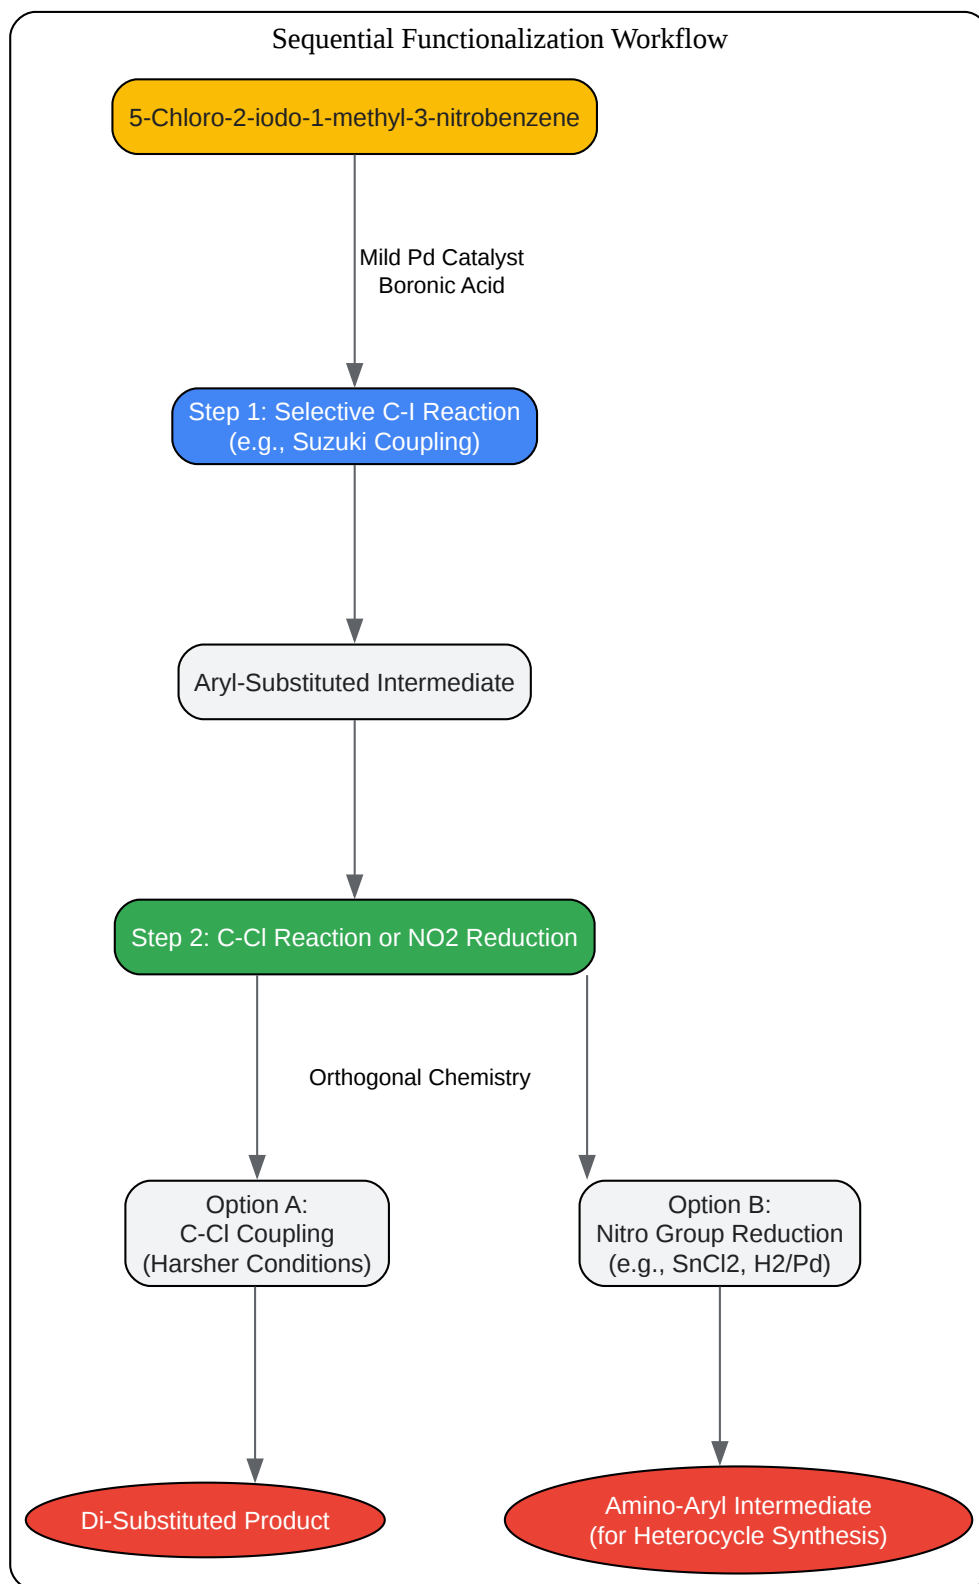 Sequential Functionalization Workflow
5-Chloro-2-iodo-1-methyl-3-nitrobenzene
Mild Pd Catalyst
Boronic Acid
Step 1: Selective C-I Reaction
(e.g., Suzuki Coupling)
Aryl-Substituted Intermediate
Step 2: C-Cl Reaction or NO2 Reduction
Orthogonal Chemistry
Option A:
C-Cl Coupling
(Harsher Conditions)
Option B:
Nitro Group Reduction
(e.g., SnCl2, H2/Pd)
Di-Substituted Product
Amino-Aryl Intermediate
(for Heterocycle Synthesis)